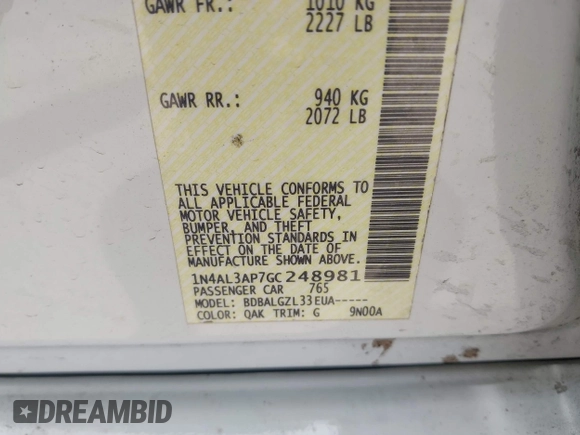 GAWR FR.: 1010 KG
2227 LB
GAWR RR.: 940 KG
2072 LB
THIS VEHICLE CONFORMS TO
ALL APPLICABLE FEDERAL
MOTOR VEHICLE SAFETY,
BUMPER, AND THEFT
PREVENTION STANDARDS IN
EFFECT ON THE DATE OF
MANUFACTURE SHOWN ABOVE.
1N4AL3AP7GC248981
PASSENGER CAR 765
MODEL: BDBALGZL33EUA-----
COLOR: QAK TRIM: G 9N00A
DREAMBID